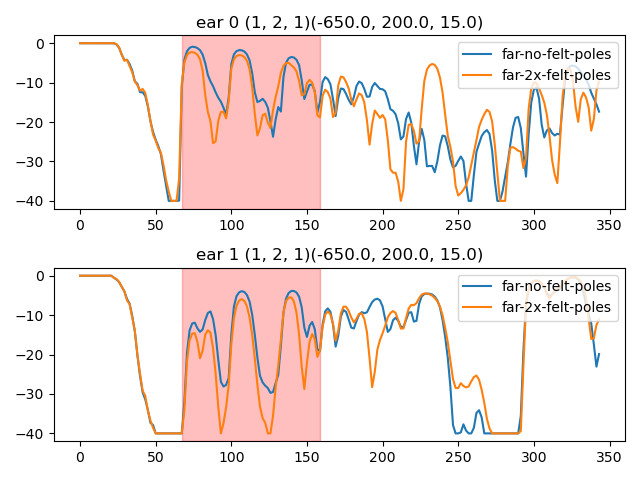 ear 0 (1, 2, 1)(-650.0, 200.0, 15.0)
0
−10
−20
−30
−40
far-no-felt-poles
far-2x-felt-poles
0 50 100 150 200 250 300 350
ear 1 (1, 2, 1)(-650.0, 200.0, 15.0)
0
−10
−20
−30
−40
far-no-felt-poles
far-2x-felt-poles
0 50 100 150 200 250 300 350